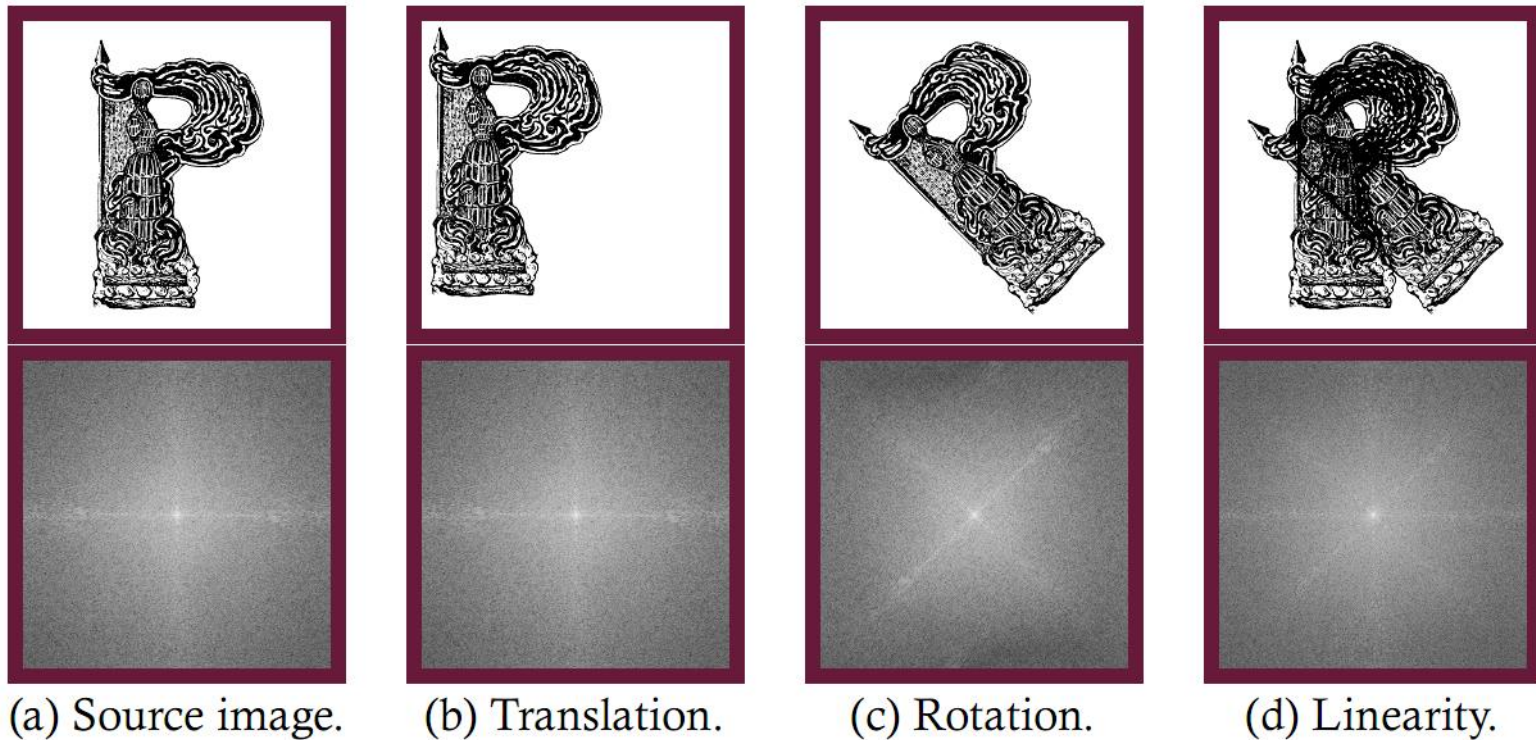 (a) Source image.
(b) Translation.
(c) Rotation.
(d) Linearity.